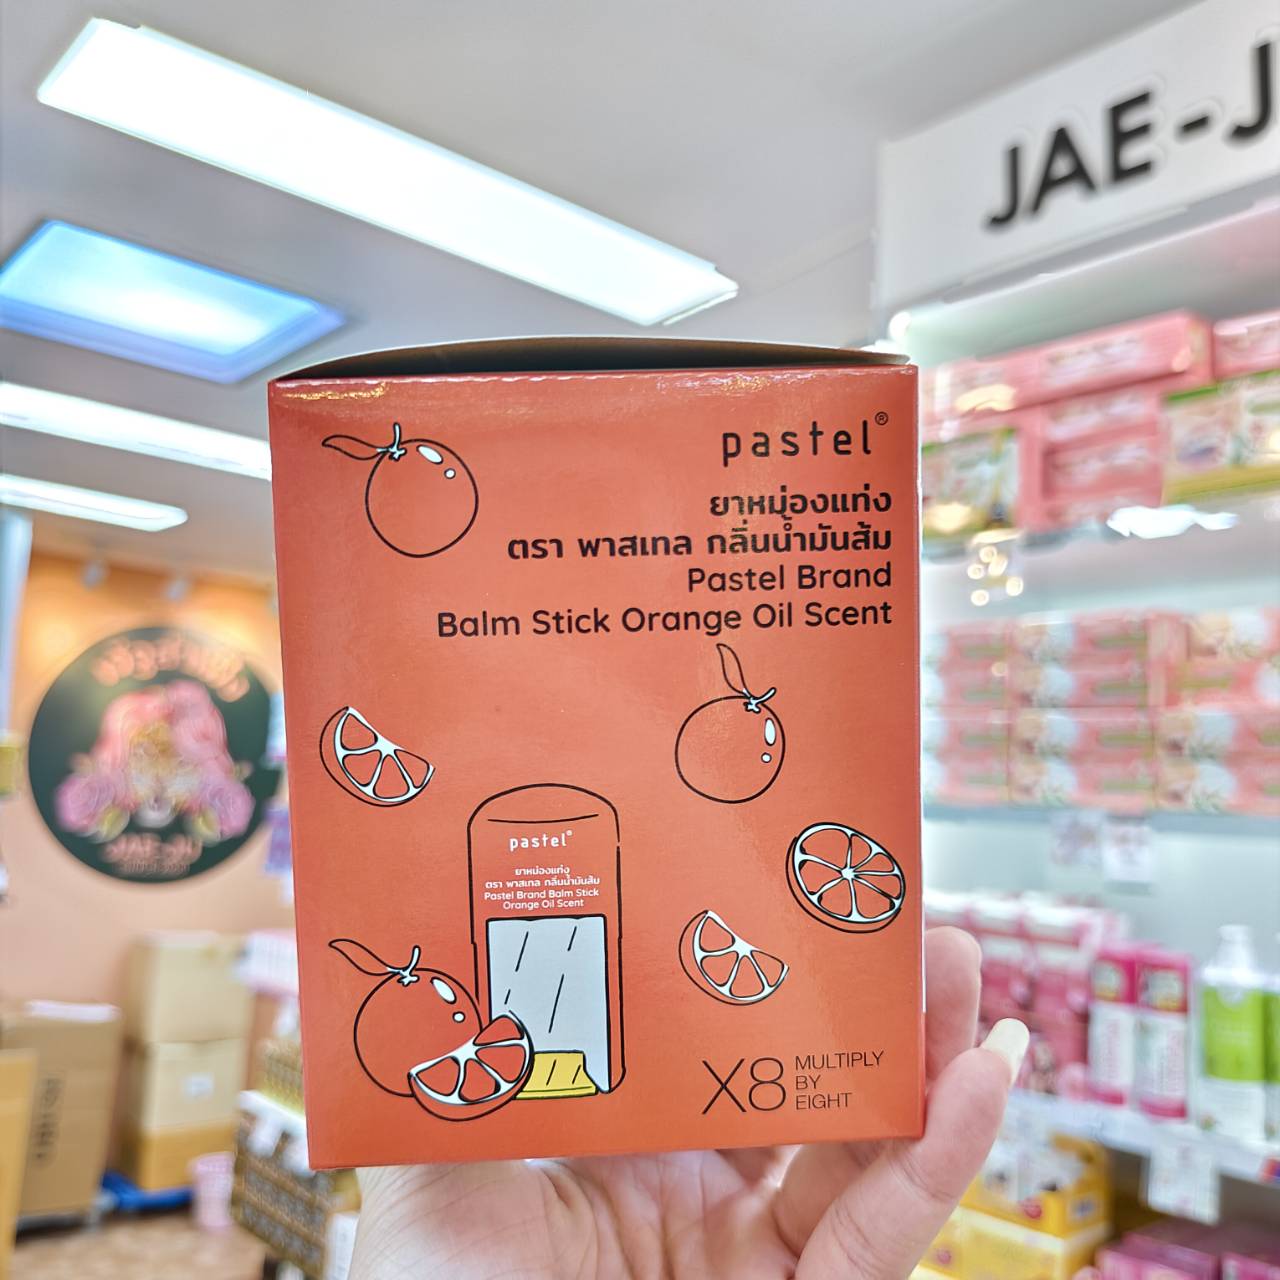 JAE-J
pastel®
ยาหม่องแท่ง
ตรา พาสเทล กลิ่นน้ำมันส้ม
Pastel Brand
Balm Stick Orange Oil Scent
pastel®
ยาหม่องแท่ง
ตรา พาสเทล กลิ่นน้ำมันส้ม
Pastel Brand Balm Stick
Orange Oil Scent
X8 MULTIPLY
BY
EIGHT